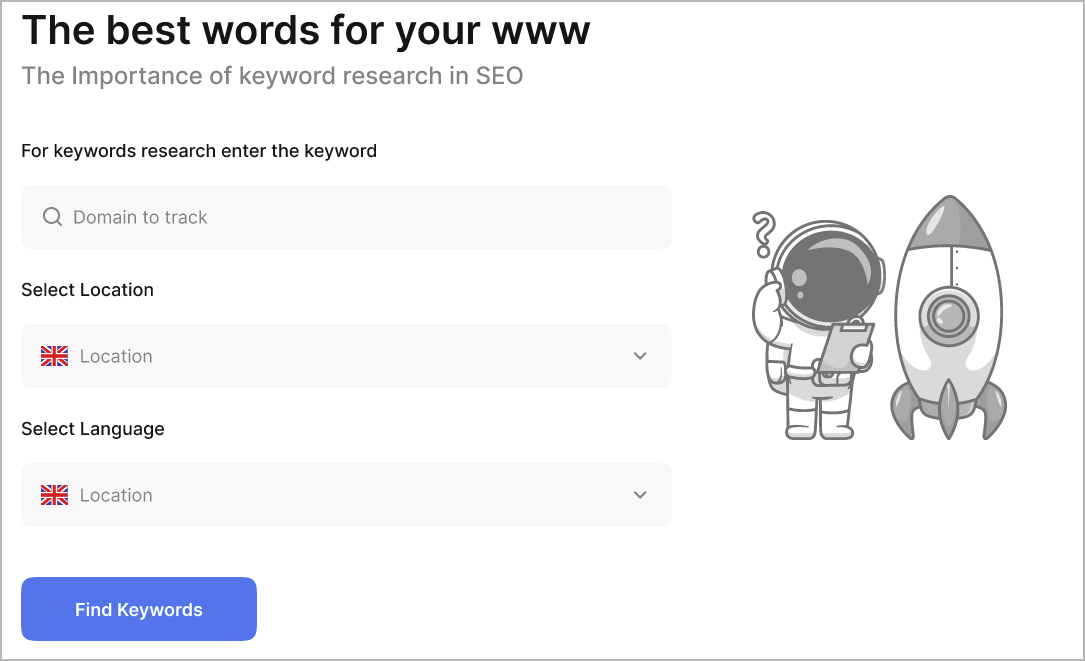 The best words for your www
The Importance of keyword research in SEO
For keywords research enter the keyword
Domain to track
Select Location
Location
Select Language
Location
Find Keywords
?